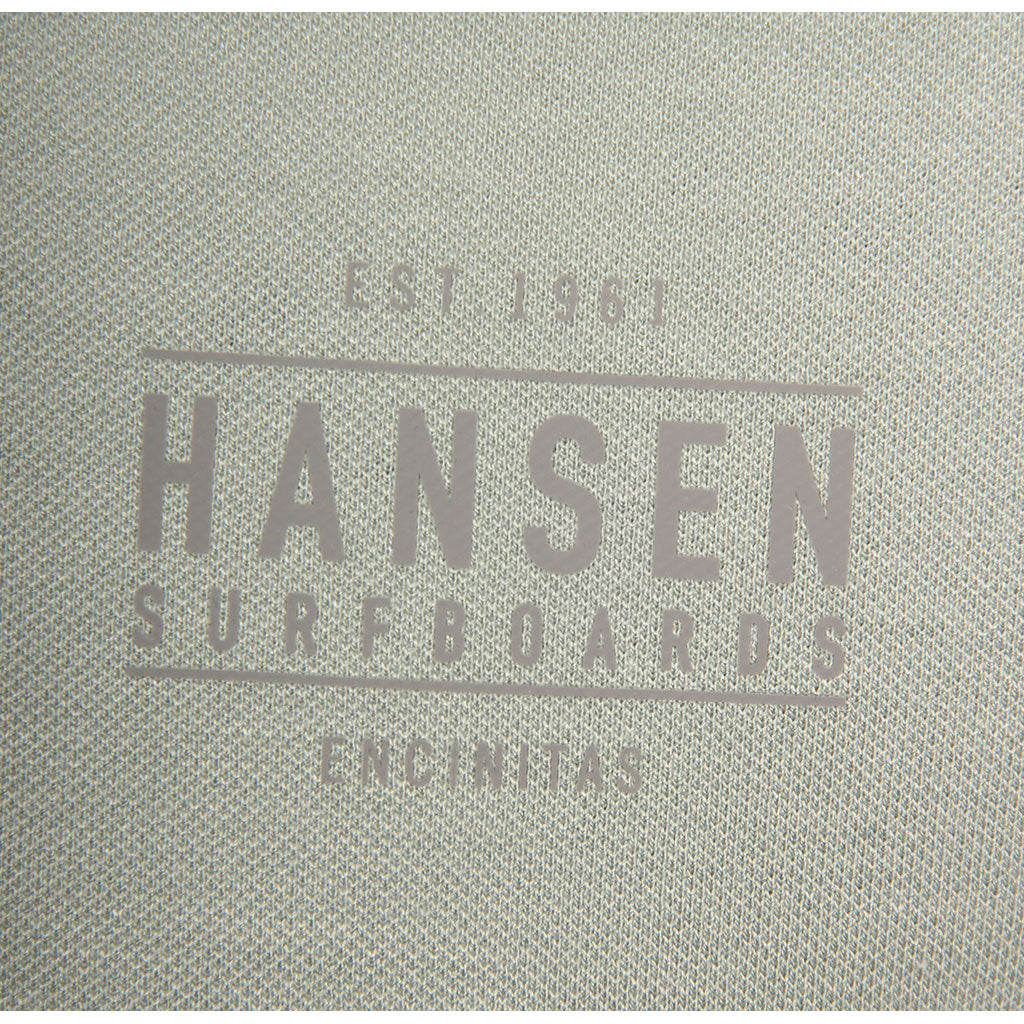 EST. 1961
HANSEN
SURFBOARDS
ENCINITAS